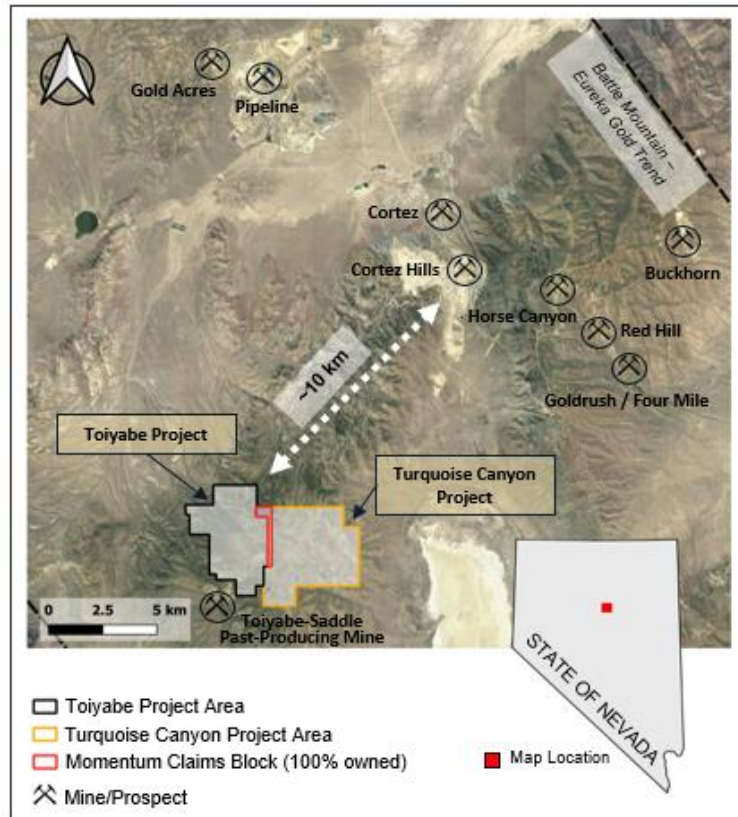 Gold Acres
Pipeline
Battle Mountain –
Eureka Gold Trend
Cortez
Cortez Hills
Buckhorn
Horse Canyon
Red Hill
Goldrush / Four Mile
~10 km
Toiyabe Project
Turquoise Canyon
Project
0 2.5 5 km
Toiyabe-Saddle
Past-Producing Mine
STATE OF NEVADA
Toiyabe Project Area
Turquoise Canyon Project Area
Momentum Claims Block (100% owned)
Map Location
Mine/Prospect